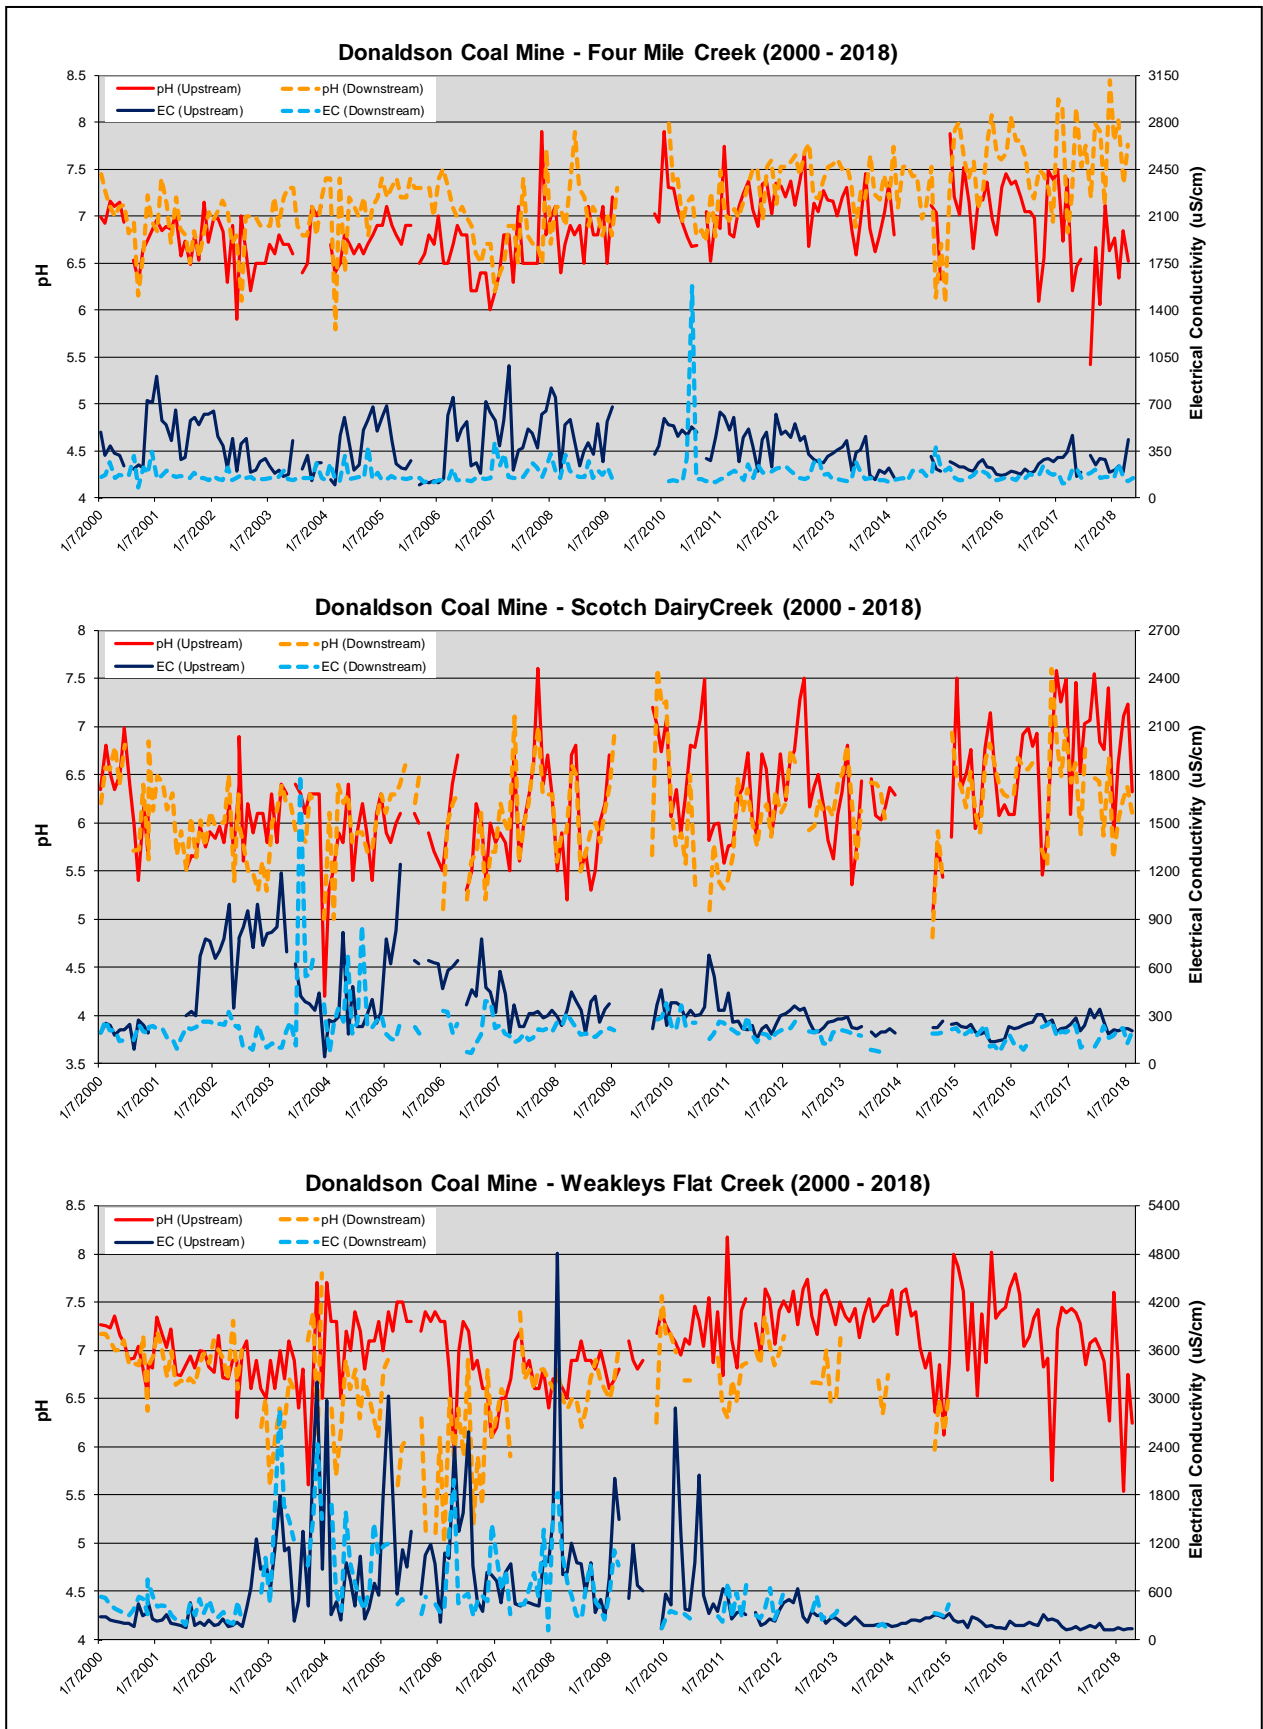 Donaldson Coal Mine - Four Mile Creek (2000 - 2018)
pH (Upstream) pH (Downstream)
EC (Upstream) EC (Downstream)
8.5 3150
8 2800
7.5 2450
7 2100
6.5 1750
6 1400
5.5 1050
5 700
4.5 350
4 0
pH
Electrical Conductivity (uS/cm)
1/7/2000 1/7/2001 1/7/2002 1/7/2003 1/7/2004 1/7/2005 1/7/2006 1/7/2007 1/7/2008 1/7/2009 1/7/2010 1/7/2011 1/7/2012 1/7/2013 1/7/2014 1/7/2015 1/7/2016 1/7/2017 1/7/2018
Donaldson Coal Mine - Scotch DairyCreek (2000 - 2018)
pH (Upstream) pH (Downstream)
EC (Upstream) EC (Downstream)
8 2700
7.5 2400
7 2100
6.5 1800
6 1500
5.5 1200
5 900
4.5 600
4 300
3.5 0
pH
Electrical Conductivity (uS/cm)
1/7/2000 1/7/2001 1/7/2002 1/7/2003 1/7/2004 1/7/2005 1/7/2006 1/7/2007 1/7/2008 1/7/2009 1/7/2010 1/7/2011 1/7/2012 1/7/2013 1/7/2014 1/7/2015 1/7/2016 1/7/2017 1/7/2018
Donaldson Coal Mine - Weakleys Flat Creek (2000 - 2018)
pH (Upstream) pH (Downstream)
EC (Upstream) EC (Downstream)
8.5 5400
8 4800
7.5 4200
7 3600
6.5 3000
6 2400
5.5 1800
5 1200
4.5 600
4 0
pH
Electrical Conductivity (uS/cm)
1/7/2000 1/7/2001 1/7/2002 1/7/2003 1/7/2004 1/7/2005 1/7/2006 1/7/2007 1/7/2008 1/7/2009 1/7/2010 1/7/2011 1/7/2012 1/7/2013 1/7/2014 1/7/2015 1/7/2016 1/7/2017 1/7/2018